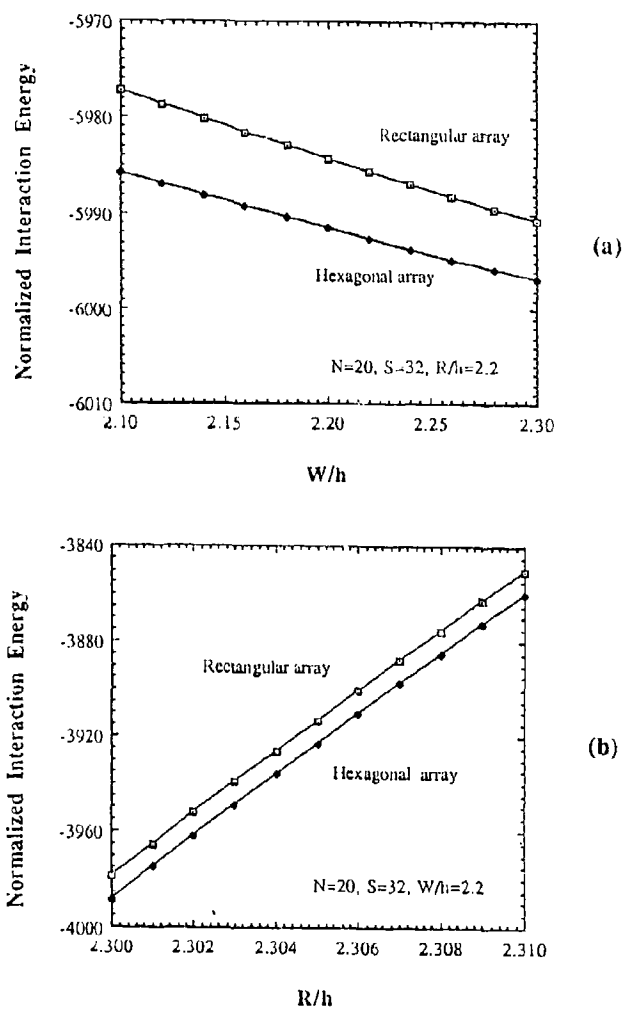 -5970
-5980
-5990
-6000
-6010
Normalized Interaction Energy
Rectangular array
Hexagonal array
N=20, S=32, R/h=2.2
2.10 2.15 2.20 2.25 2.30
W/h
(a)
-3840
-3880
-3920
-3960
-4000
Normalized Interaction Energy
Rectangular array
Hexagonal array
N=20, S=32, W/h=2.2
2.300 2.302 2.304 2.306 2.308 2.310
R/h
(b)